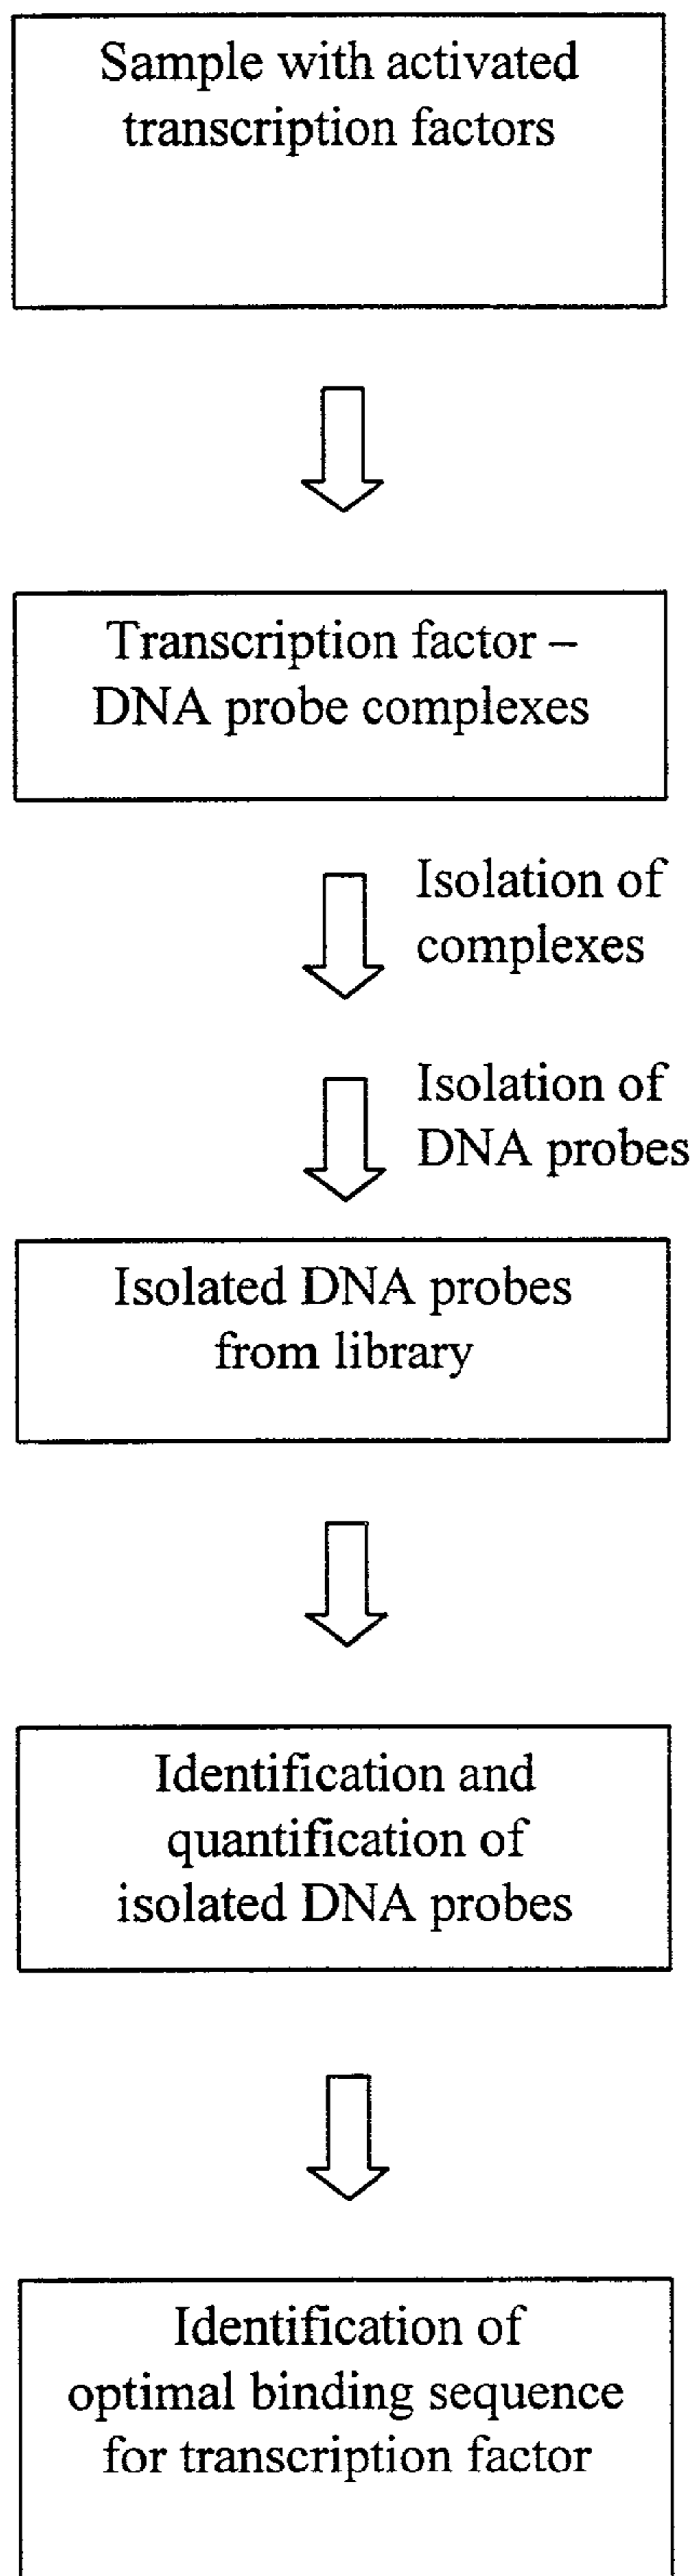 Sample with activated
transcription factors
Transcription factor –
DNA probe complexes
Isolation of
complexes
Isolation of
DNA probes
Isolated DNA probes
from library
Identification and
quantification of
isolated DNA probes
Identification of
optimal binding sequence
for transcription factor